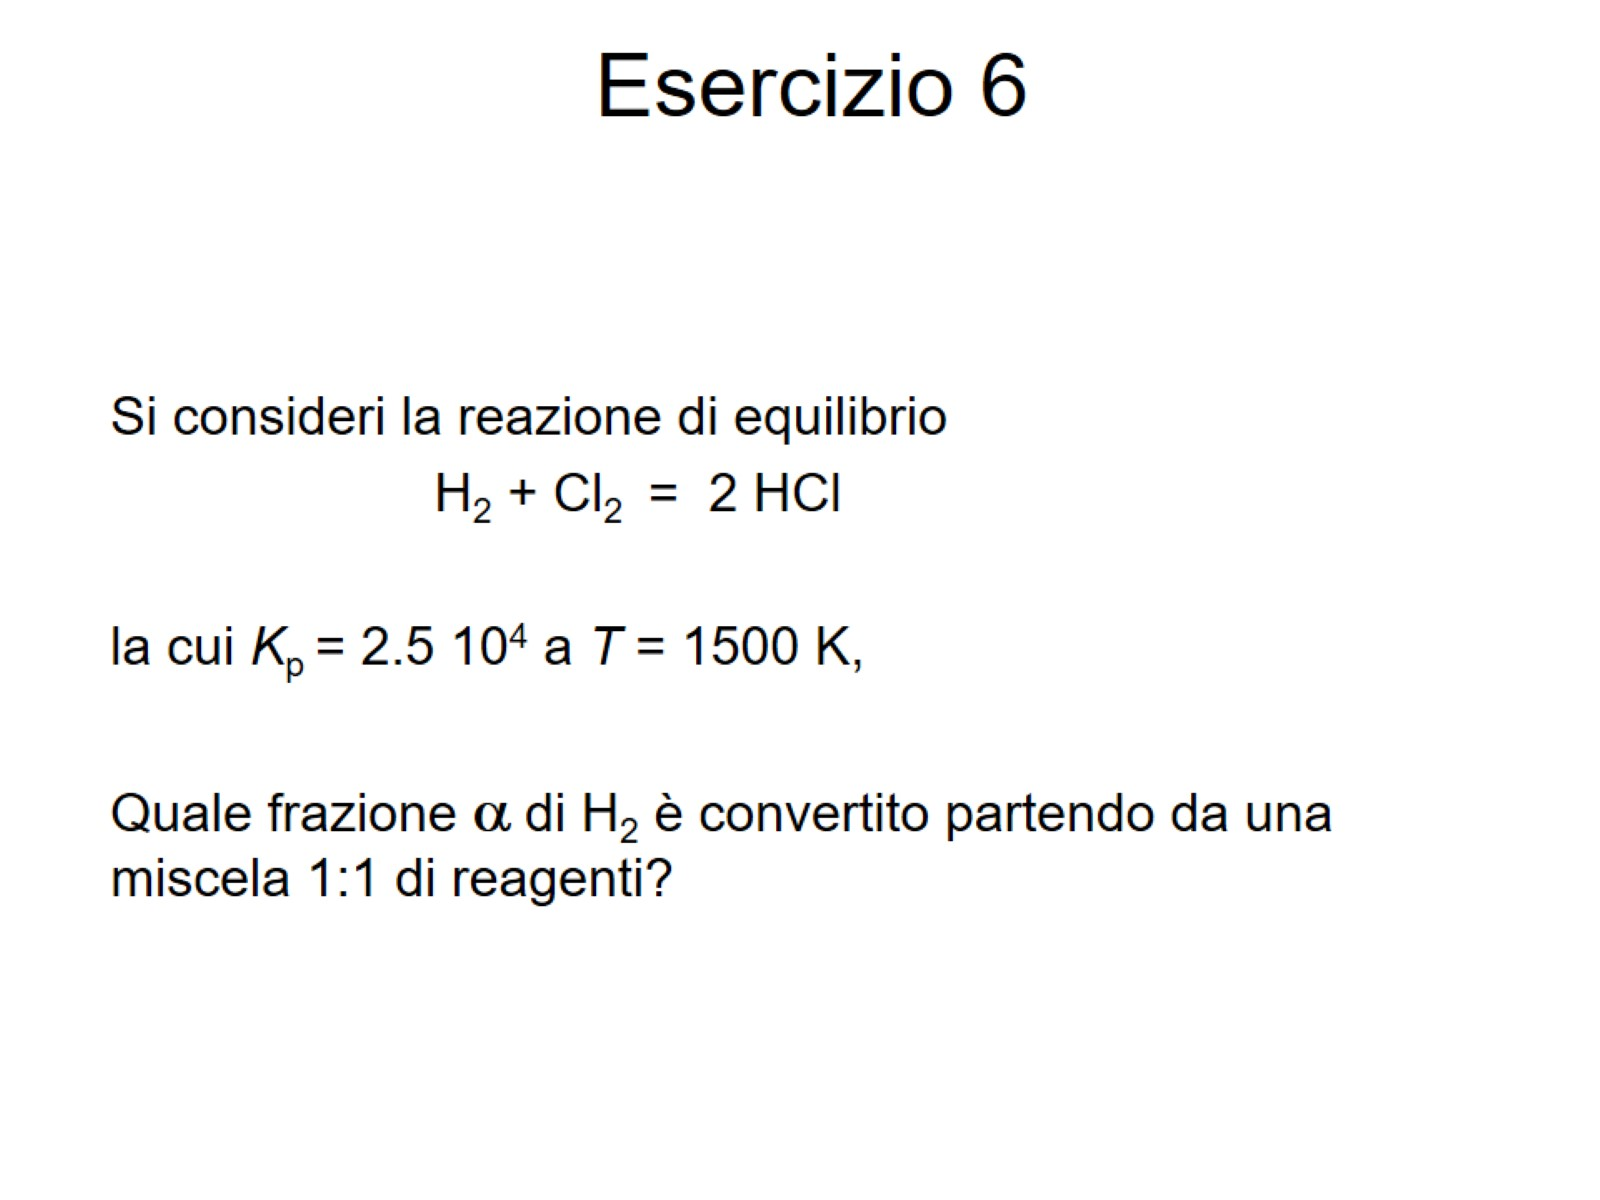 Esercizio 6
Si consideri la reazione di equilibrio
H₂ + Cl₂ = 2 HCl
la cui Kₚ = 2.5 10⁴ a T = 1500 K,
Quale frazione α di H₂ è convertito partendo da una
miscela 1:1 di reagenti?